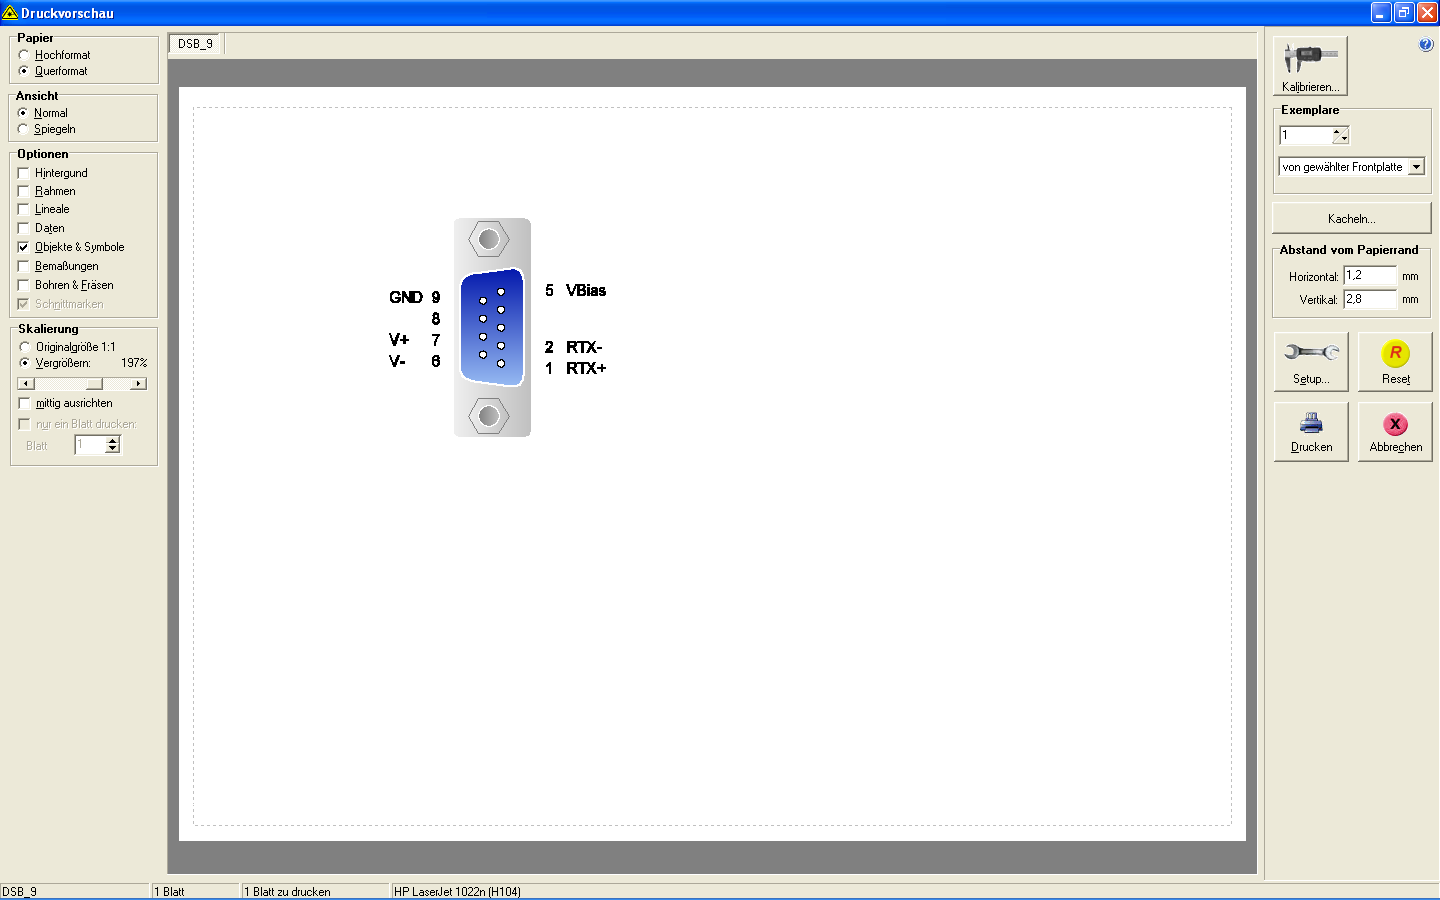 Druckvorschau
Papier
Hochformat
Querformat
Ansicht
Normal
Spiegeln
Optionen
Hintergund
Rahmen
Lineale
Daten
Objekte & Symbole
Bemaßungen
Bohren & Fräsen
Schnittmarken
Skalierung
Originalgröße 1:1
Vergrößern: 197%
mittig ausrichten
nur ein Blatt drucken:
Blatt 1
DSB_9
GND 9
8
V+ 7
V- 6
5 VBias
2 RTX-
1 RTX+
Kalibrieren...
?
Exemplare
1
von gewählter Frontplatte
Kacheln...
Abstand vom Papierrand
Horizontal: 1,2 mm
Vertikal: 2,8 mm
Setup...
R
Reset
Drucken
X
Abbrechen
DSB_9
1 Blatt
1 Blatt zu drucken
HP LaserJet 1022n (H104)